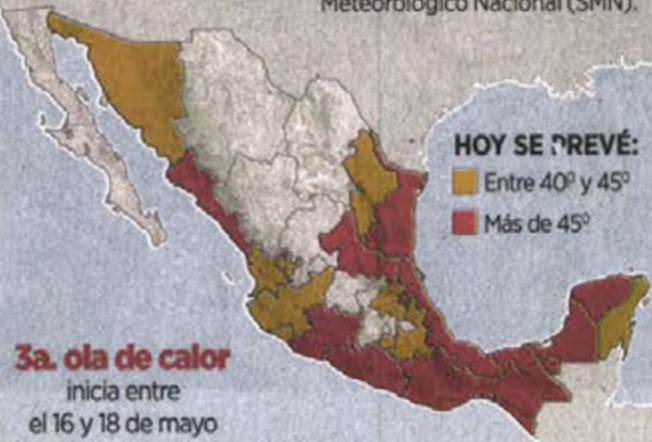 Meteorológico Nacional (SMN).
HOY SE PREVÉ:
Entre 40º y 45º
Más de 45º
3a. ola de calor
inicia entre
el 16 y 18 de mayo